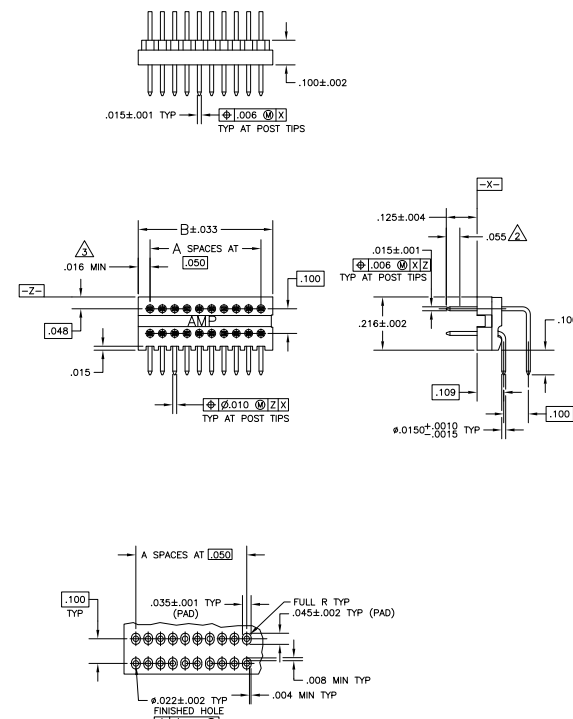 .100±.002
.015±.001 TYP
⌖ .006 Ⓜ X
TYP AT POST TIPS
-X-
B±.033
.125±.004
.055 2
3
A SPACES AT
.016 MIN
.050
.015±.001
⌖ .006 Ⓜ X Z
TYP AT POST TIPS
.100
-Z-
AMP
.048
.216±.002
.015
.109
.100
⌖ Ø.010 Ⓜ Z X
TYP AT POST TIPS
ø.0150+.0010 -.0015 TYP
A SPACES AT .050
.100
TYP
.035±.001 TYP
(PAD)
FULL R TYP
.045±.002 TYP (PAD)
.008 MIN TYP
.004 MIN TYP
ø.022±.002 TYP
FINISHED HOLE